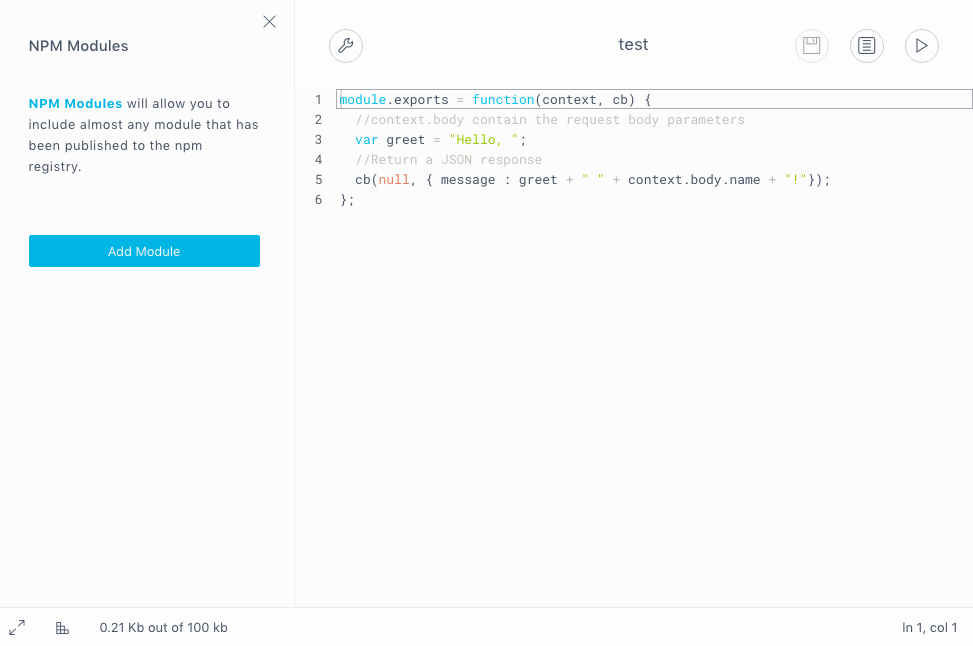 NPM Modules
NPM Modules will allow you to
include almost any module that has
been published to the npm
registry.
Add Module
test
1 module.exports = function(context, cb) {
2   //context.body contain the request body parameters
3   var greet = "Hello, ";
4   //Return a JSON response
5   cb(null, { message : greet + " " + context.body.name + "!"});
6 };
0.21 Kb out of 100 kb
ln 1, col 1